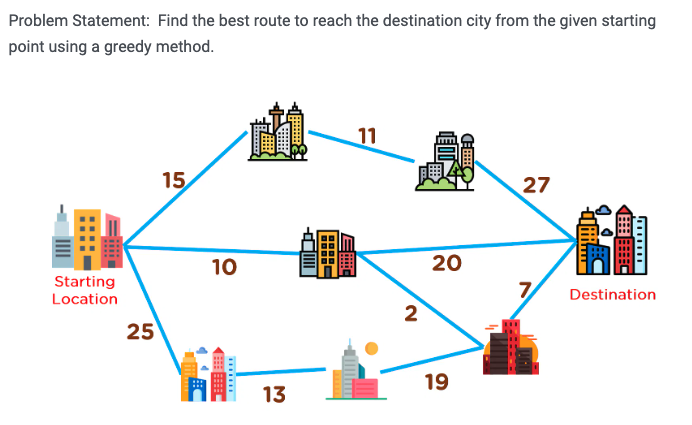 Problem Statement: Find the best route to reach the destination city from the given starting
point using a greedy method.
11
15
27
10
20
Starting
Location
7
Destination
2
25
19
13